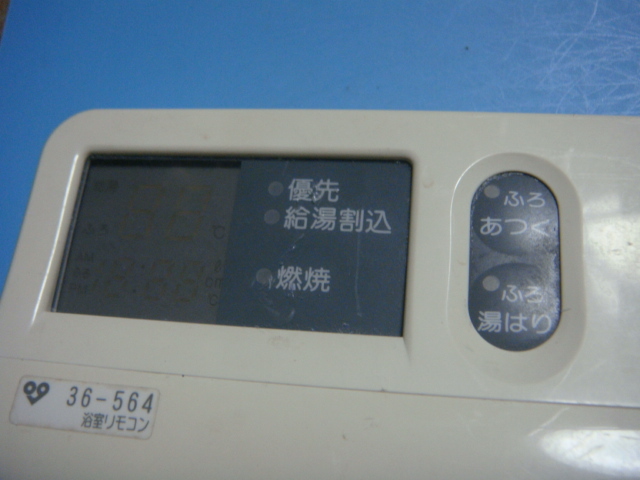 優先
給湯割込
燃焼
ふろ
あつく
ふろ
湯はり
36-564
浴室リモコン
℃